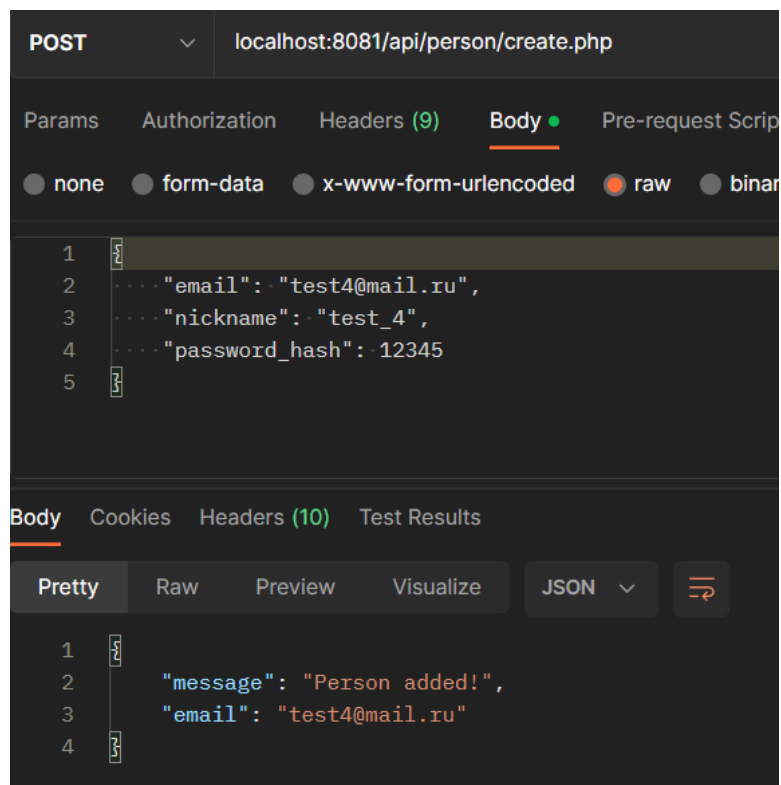 POST localhost:8081/api/person/create.php
Params Authorization Headers (9) Body Pre-request Scrip
none form-data x-www-form-urlencoded raw binar
1 {
2 "email": "test4@mail.ru",
3 "nickname": "test_4",
4 "password_hash": 12345
5 }
Body Cookies Headers (10) Test Results
Pretty Raw Preview Visualize JSON
1 {
2 "message": "Person added!",
3 "email": "test4@mail.ru"
4 }